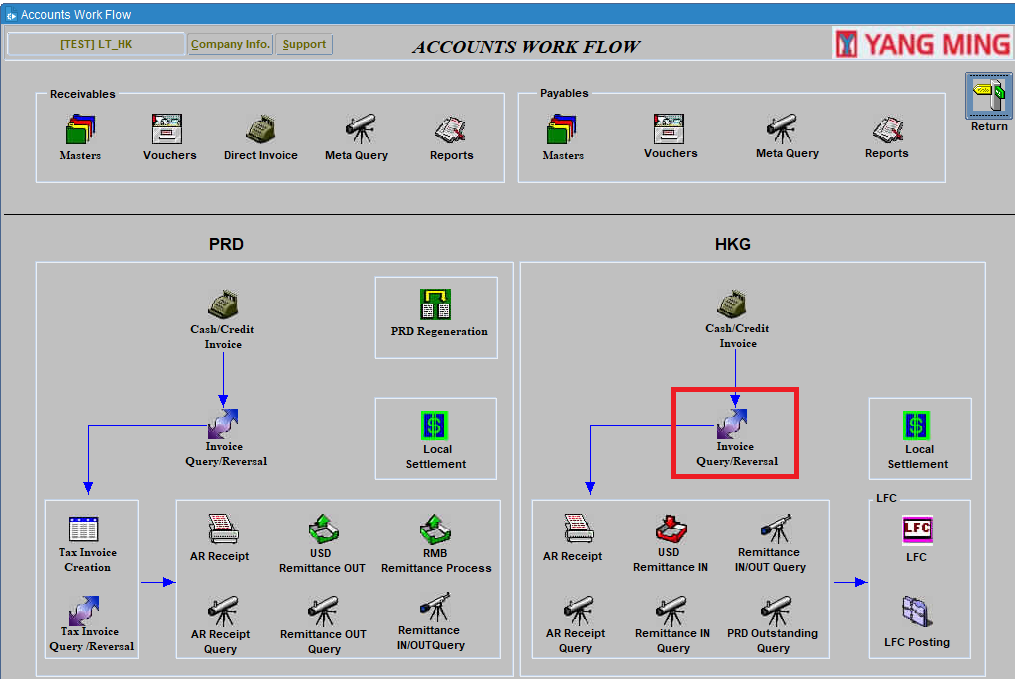 Accounts Work Flow
[TEST] LT_HK
Company Info.
Support
ACCOUNTS WORK FLOW
YANG MING
Return
Receivables
Masters
Vouchers
Direct Invoice
Meta Query
Reports
Payables
Masters
Vouchers
Meta Query
Reports
PRD
Cash/Credit
Invoice
PRD Regeneration
Invoice
Query/Reversal
Local
Settlement
Tax Invoice
Creation
Tax Invoice
Query /Reversal
AR Receipt
USD
Remittance OUT
RMB
Remittance Process
AR Receipt
Query
Remittance OUT
Query
Remittance
IN/OUTQuery
HKG
Cash/Credit
Invoice
Invoice
Query/Reversal
Local
Settlement
AR Receipt
USD
Remittance IN
Remittance
IN/OUT Query
AR Receipt
Query
Remittance IN
Query
PRD Outstanding
Query
LFC
LFC
LFC
LFC Posting